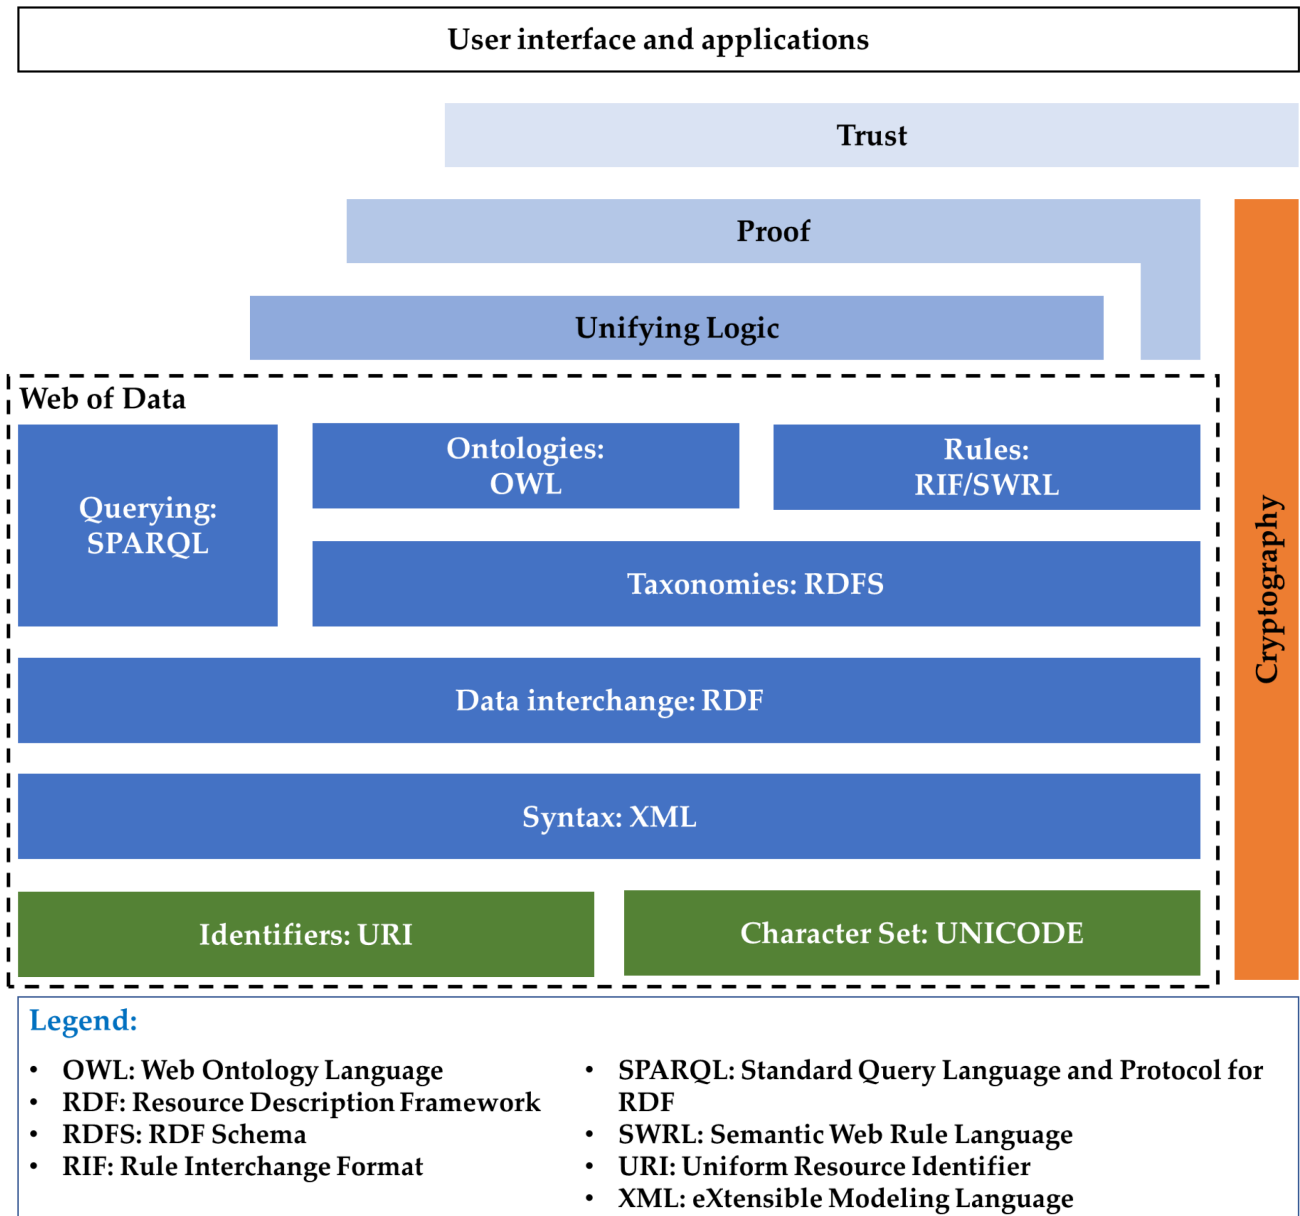 User interface and applications
Trust
Proof
Unifying Logic
Web of Data
Querying:
SPARQL
Ontologies:
OWL
Rules:
RIF/SWRL
Taxonomies: RDFS
Data interchange: RDF
Syntax: XML
Identifiers: URI
Character Set: UNICODE
Cryptography
Legend:
• OWL: Web Ontology Language
• RDF: Resource Description Framework
• RDFS: RDF Schema
• RIF: Rule Interchange Format
• SPARQL: Standard Query Language and Protocol for
RDF
• SWRL: Semantic Web Rule Language
• URI: Uniform Resource Identifier
• XML: eXtensible Modeling Language